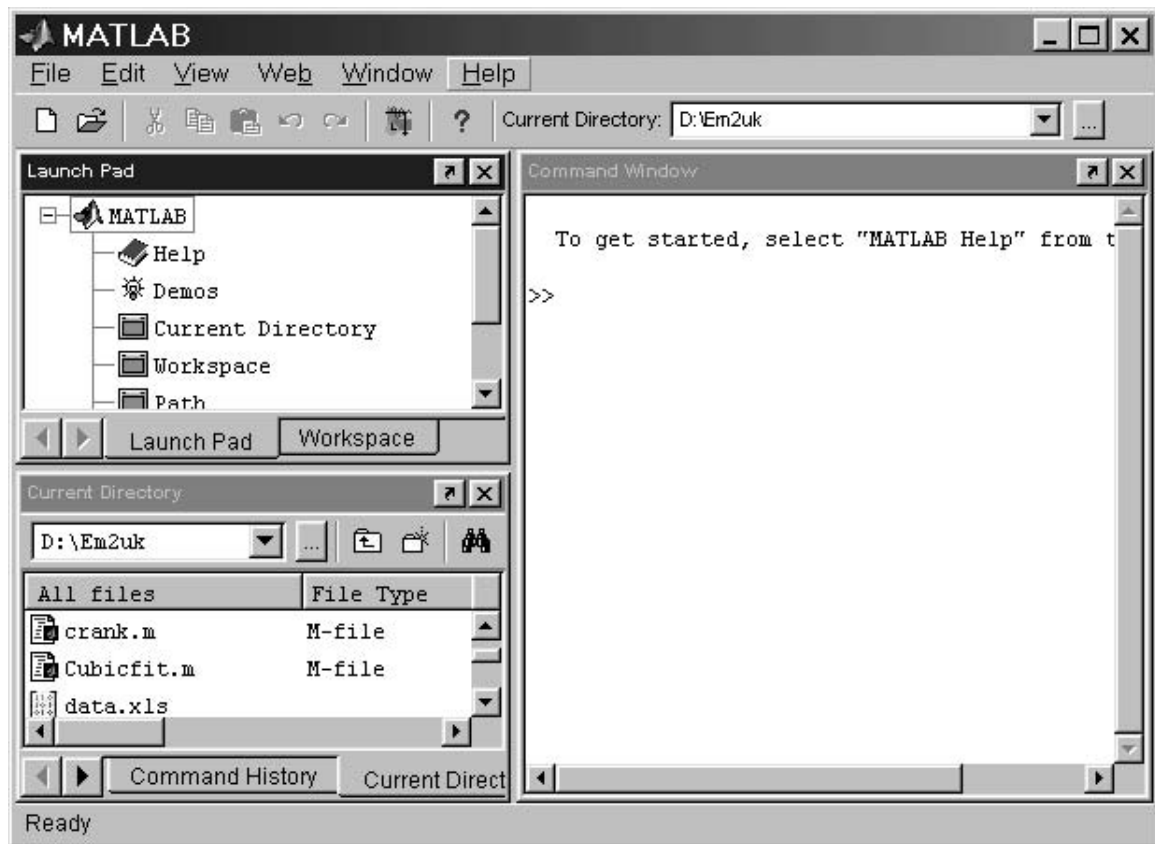 MATLAB
File Edit View Web Window Help
? Current Directory: D:\Em2uk ...
Launch Pad
MATLAB
Help
Demos
Current Directory
Workspace
Path
Launch Pad Workspace
Current Directory
D:\Em2uk ...
All files File Type
crank.m M-file
Cubicfit.m M-file
data.xls
Command History Current Direct
Command Window
To get started, select "MATLAB Help" from t
>>
Ready